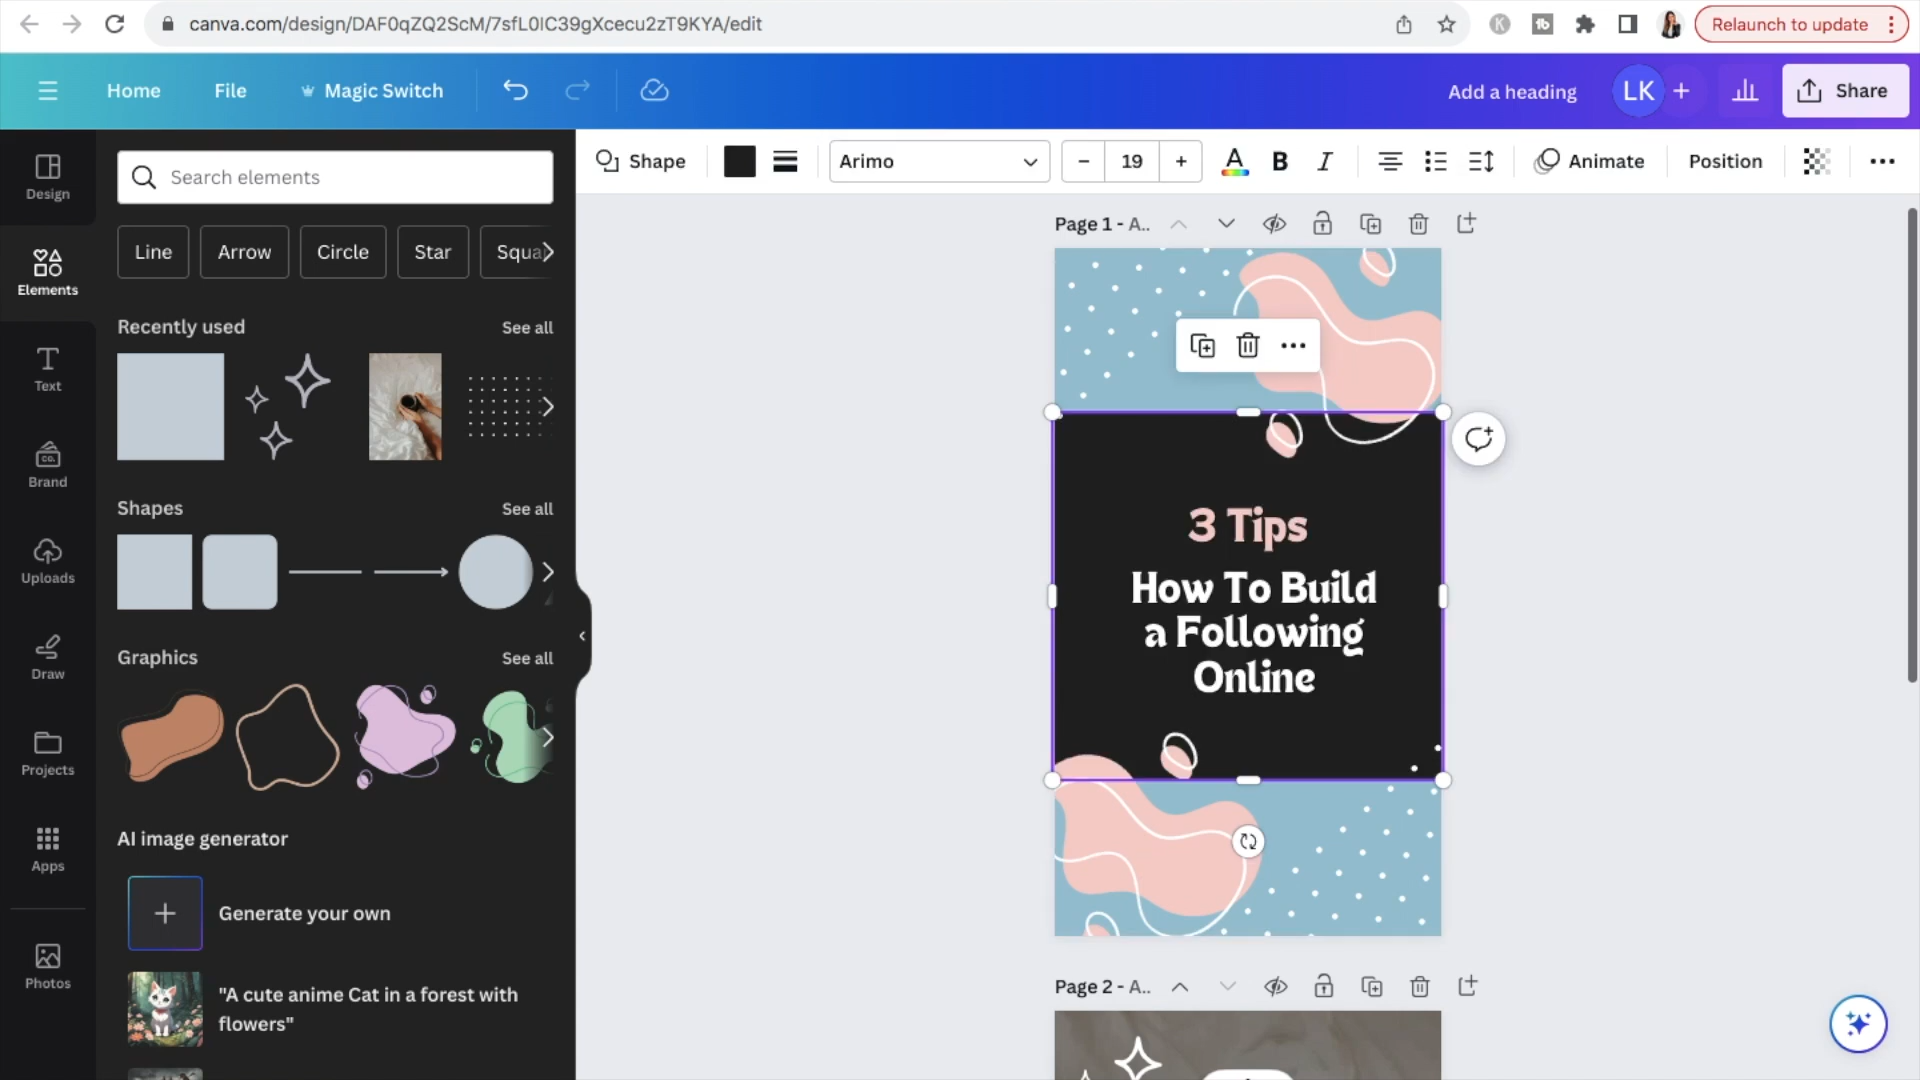 canva.com/design/DAF0qZQ2ScM/7sfL0IC39gXcecu2zT9KYA/edit
Relaunch to update
Home
File
Magic Switch
Add a heading
LK
Share
Shape
Arimo
19
A
B
I
Animate
Position
Design
Elements
Text
Brand
Uploads
Draw
Projects
Apps
Photos
Search elements
Line
Arrow
Circle
Star
Squa
Recently used
See all
Shapes
See all
Graphics
See all
AI image generator
Generate your own
"A cute anime Cat in a forest with
flowers"
Page 1 - A..
3 Tips
How To Build
a Following
Online
Page 2 - A..